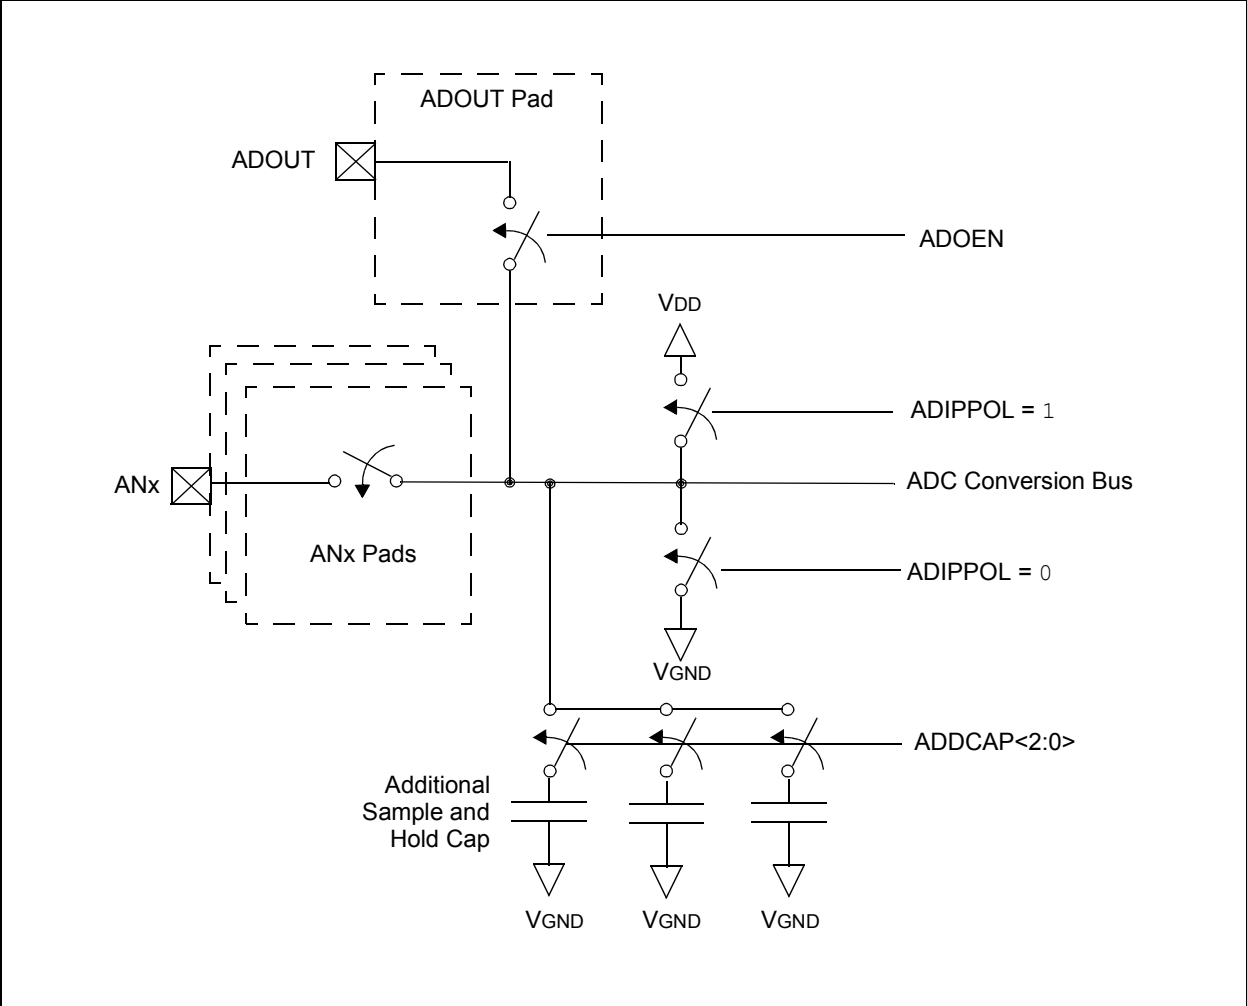 ADOUT Pad
ADOUT
ADOEN
VDD
ADIPPOL = 1
ANx
ADC Conversion Bus
ANx Pads
ADIPPOL = 0
VGND
ADDCAP<2:0>
Additional
Sample and
Hold Cap
VGND
VGND
VGND